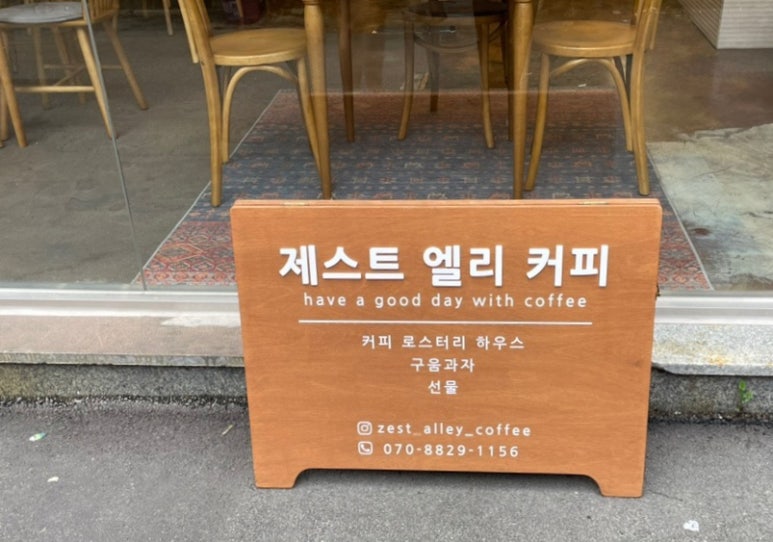 제스트 엘리 커피
have a good day with coffee
커피 로스터리 하우스
구움과자
선물
zest_alley_coffee
070-8829-1156